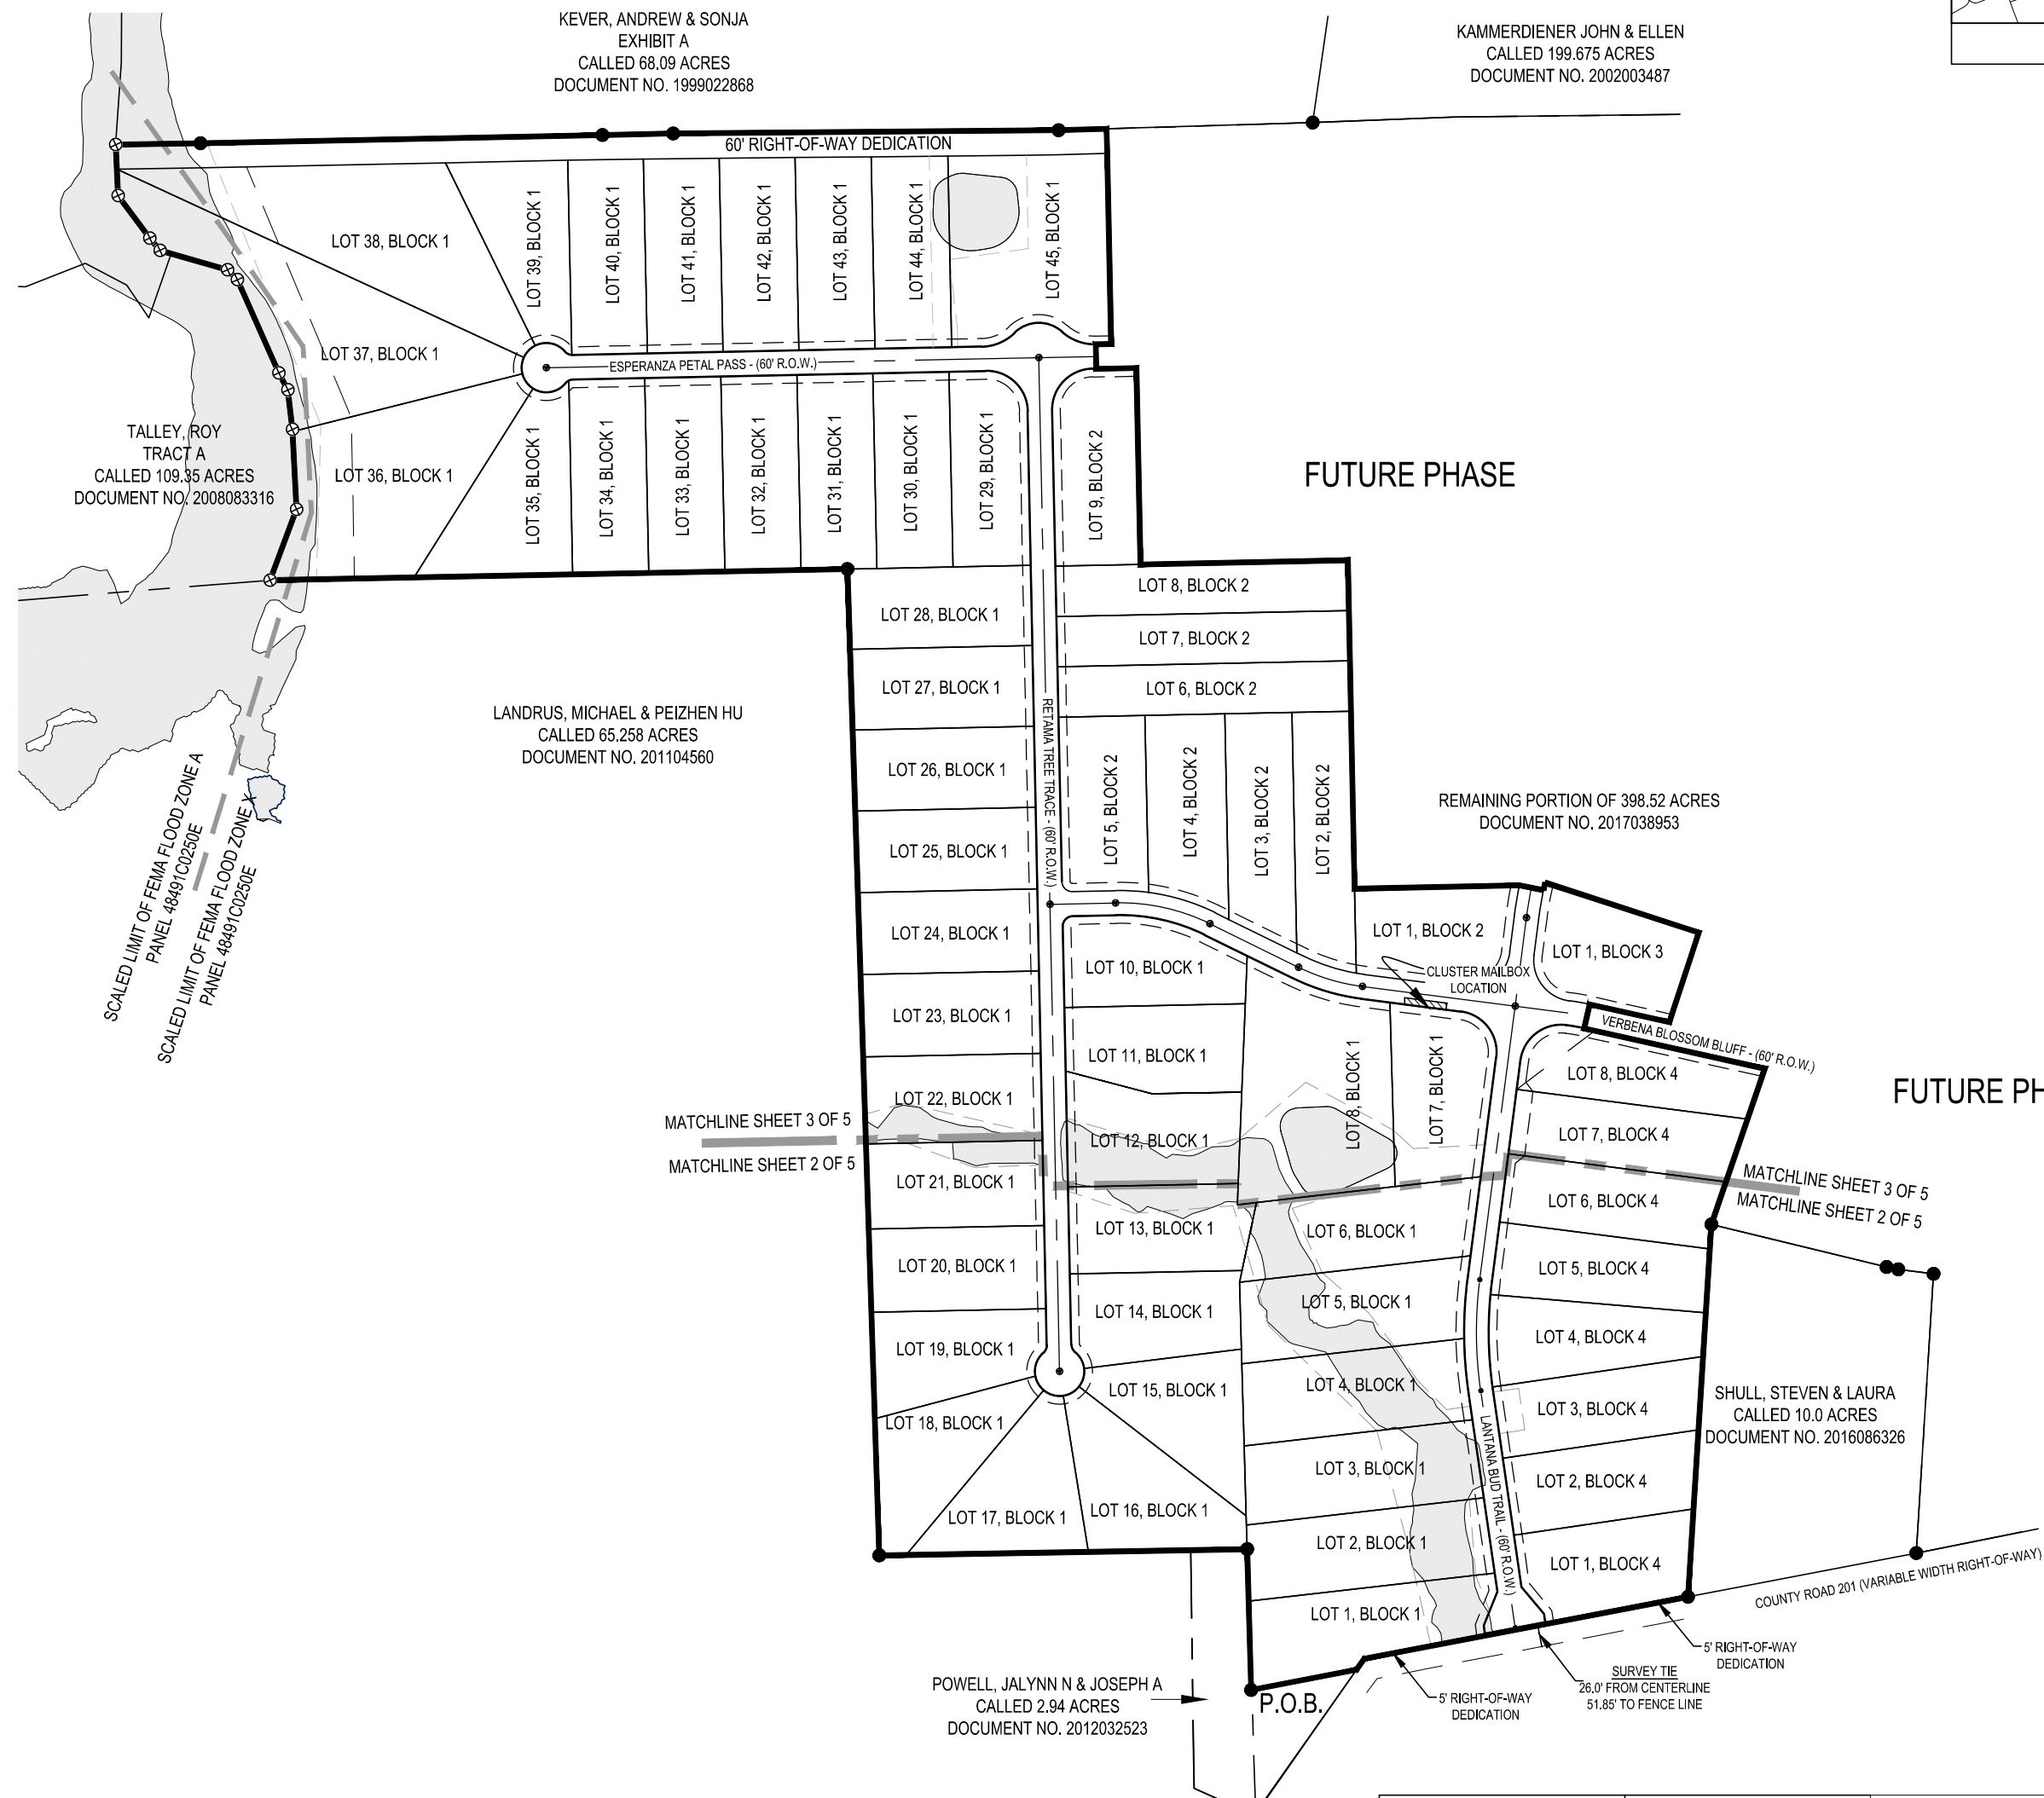 KEVER, ANDREW & SONJA
EXHIBIT A
CALLED 68.09 ACRES
DOCUMENT NO. 1999022868
KAMMERDIENER JOHN & ELLEN
CALLED 199.675 ACRES
DOCUMENT NO. 2002003487
60' RIGHT-OF-WAY DEDICATION
LOT 38, BLOCK 1
LOT 39, BLOCK 1
LOT 40, BLOCK 1
LOT 41, BLOCK 1
LOT 42, BLOCK 1
LOT 43, BLOCK 1
LOT 44, BLOCK 1
LOT 45, BLOCK 1
LOT 37, BLOCK 1
ESPERANZA PETAL PASS - (60' R.O.W.)
TALLEY, ROY
TRACT A
CALLED 109.35 ACRES
DOCUMENT NO. 2008083316
LOT 36, BLOCK 1
LOT 35, BLOCK 1
LOT 34, BLOCK 1
LOT 33, BLOCK 1
LOT 32, BLOCK 1
LOT 31, BLOCK 1
LOT 30, BLOCK 1
LOT 29, BLOCK 1
LOT 9, BLOCK 2
FUTURE PHASE
LOT 28, BLOCK 1
LOT 8, BLOCK 2
LOT 7, BLOCK 2
LOT 27, BLOCK 1
LOT 6, BLOCK 2
LANDRUS, MICHAEL & PEIZHEN HU
CALLED 65.258 ACRES
DOCUMENT NO. 201104560
RETAMA TREE TRACE - (60' R.O.W.)
LOT 26, BLOCK 1
LOT 5, BLOCK 2
LOT 4, BLOCK 2
LOT 3, BLOCK 2
LOT 2, BLOCK 2
REMAINING PORTION OF 398.52 ACRES
DOCUMENT NO. 2017038953
LOT 25, BLOCK 1
SCALED LIMIT OF FEMA FLOOD ZONE A
PANEL 48491C0250E
SCALED LIMIT OF FEMA FLOOD ZONE X
PANEL 48491C0250E
LOT 24, BLOCK 1
LOT 1, BLOCK 2
LOT 1, BLOCK 3
LOT 10, BLOCK 1
CLUSTER MAILBOX
LOCATION
LOT 23, BLOCK 1
VERBENA BLOSSOM BLUFF - (60' R.O.W.)
LOT 11, BLOCK 1
LOT 8, BLOCK 1
LOT 7, BLOCK 1
LOT 8, BLOCK 4
FUTURE PH
LOT 22, BLOCK 1
MATCHLINE SHEET 3 OF 5
MATCHLINE SHEET 2 OF 5
LOT 12, BLOCK 1
LOT 7, BLOCK 4
MATCHLINE SHEET 3 OF 5
MATCHLINE SHEET 2 OF 5
LOT 21, BLOCK 1
LOT 6, BLOCK 4
LOT 13, BLOCK 1
LOT 6, BLOCK 1
LOT 20, BLOCK 1
LOT 5, BLOCK 4
LOT 14, BLOCK 1
LOT 5, BLOCK 1
LOT 19, BLOCK 1
LOT 4, BLOCK 4
LOT 15, BLOCK 1
LOT 4, BLOCK 1
SHULL, STEVEN & LAURA
CALLED 10.0 ACRES
DOCUMENT NO. 2016086326
LOT 3, BLOCK 4
LOT 18, BLOCK 1
LOT 3, BLOCK 1
LANTANA BUD TRAIL - (60' R.O.W.)
LOT 2, BLOCK 4
LOT 17, BLOCK 1
LOT 16, BLOCK 1
LOT 2, BLOCK 1
LOT 1, BLOCK 4
COUNTY ROAD 201 (VARIABLE WIDTH RIGHT-OF-WAY)
LOT 1, BLOCK 1
5' RIGHT-OF-WAY
DEDICATION
SURVEY TIE
26.0' FROM CENTERLINE
51.85' TO FENCE LINE
5' RIGHT-OF-WAY
DEDICATION
P.O.B.
POWELL, JALYNN N & JOSEPH A
CALLED 2.94 ACRES
DOCUMENT NO. 2012032523